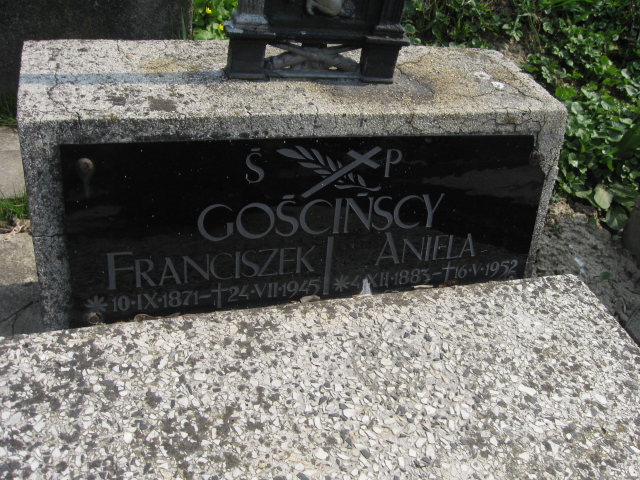 Ś P
GOŚCIŃSCY
FRANCISZEK ANIELA
* 10·IX·1871-†24·VII·1945 * 4·XII·1883-†16·V·1952